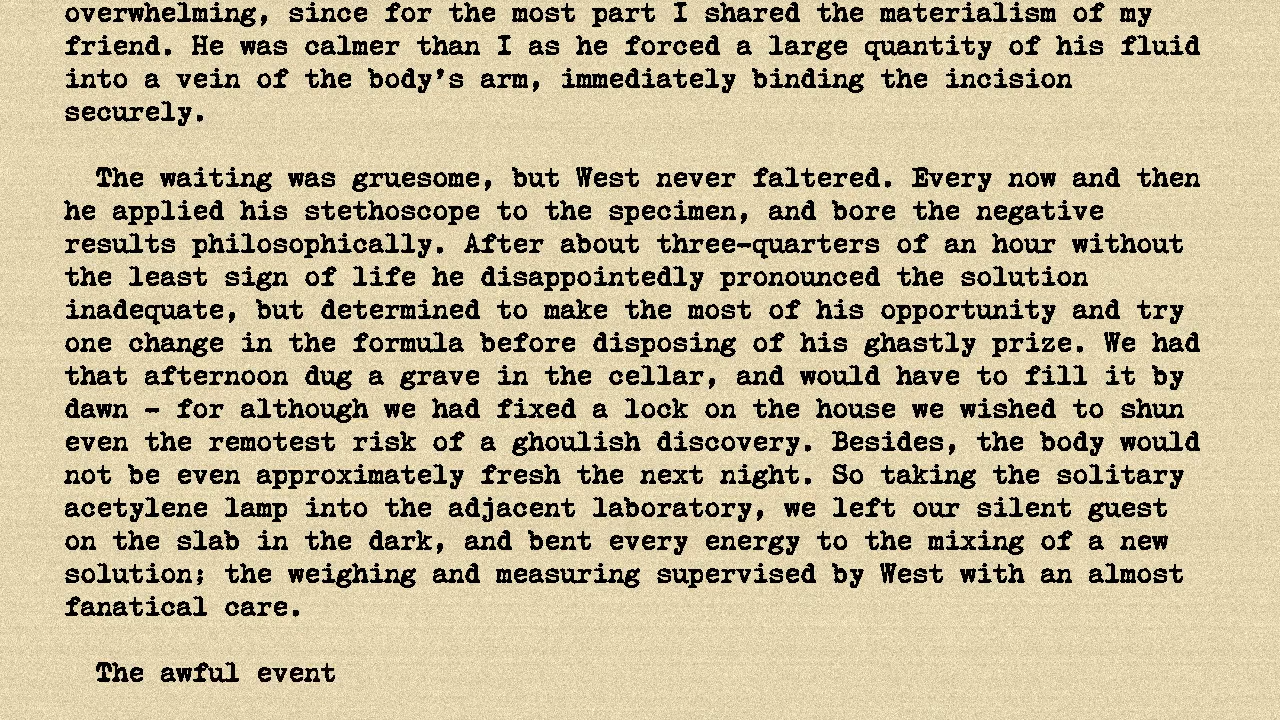 overwhelming, since for the most part I shared the materialism of my
friend. He was calmer than I as he forced a large quantity of his fluid
into a vein of the body’s arm, immediately binding the incision
securely.
The waiting was gruesome, but West never faltered. Every now and then
he applied his stethoscope to the specimen, and bore the negative
results philosophically. After about three-quarters of an hour without
the least sign of life he disappointedly pronounced the solution
inadequate, but determined to make the most of his opportunity and try
one change in the formula before disposing of his ghastly prize. We had
that afternoon dug a grave in the cellar, and would have to fill it by
dawn – for although we had fixed a lock on the house we wished to shun
even the remotest risk of a ghoulish discovery. Besides, the body would
not be even approximately fresh the next night. So taking the solitary
acetylene lamp into the adjacent laboratory, we left our silent guest
on the slab in the dark, and bent every energy to the mixing of a new
solution; the weighing and measuring supervised by West with an almost
fanatical care.
The awful event